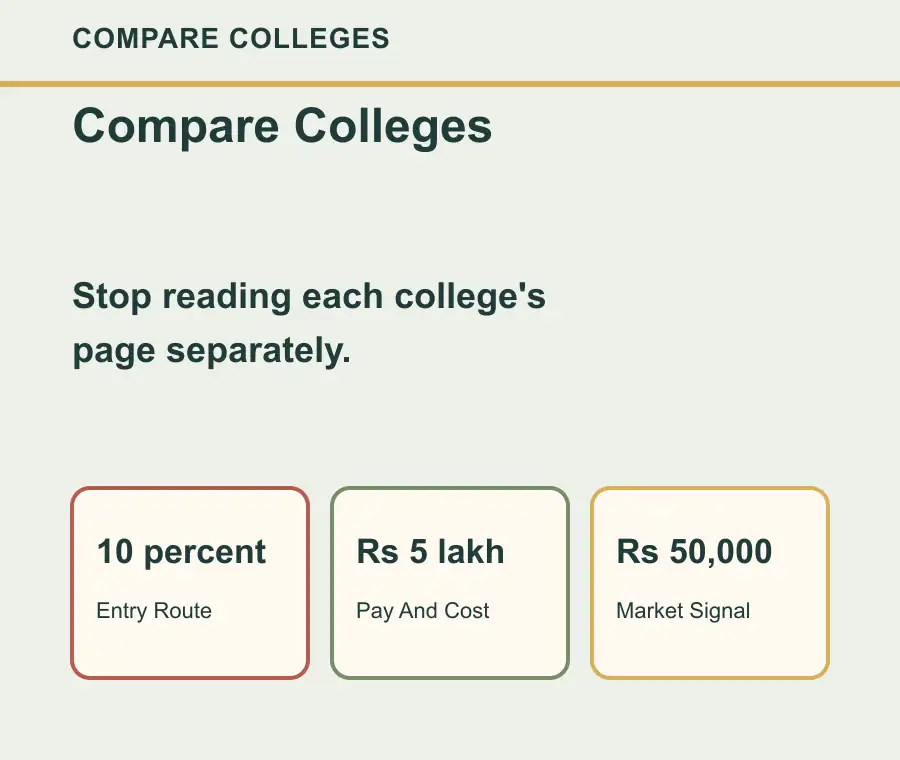 COMPARE COLLEGES
Compare Colleges
Stop reading each college's
page separately.
10 percent
Entry Route
Rs 5 lakh
Pay And Cost
Rs 50,000
Market Signal